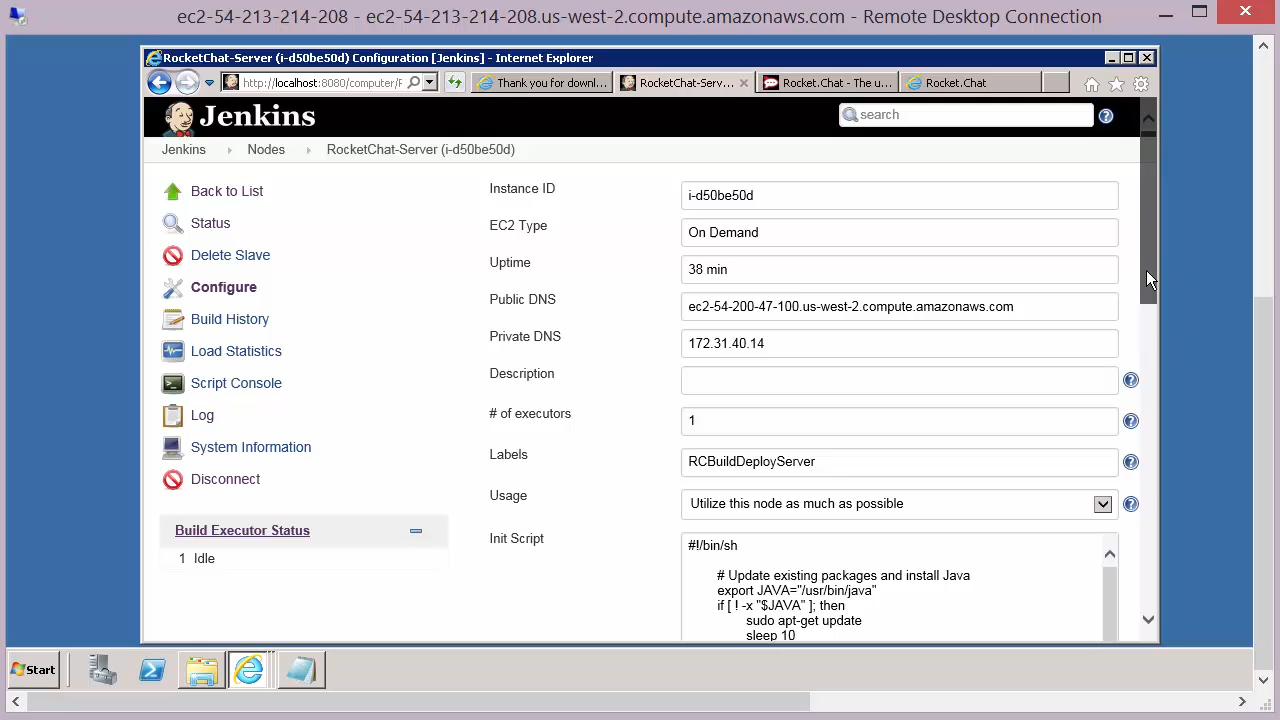 ec2-54-213-214-208 - ec2-54-213-214-208.us-west-2.compute.amazonaws.com - Remote Desktop Connection
RocketChat-Server (i-d50be50d) Configuration [Jenkins] - Internet Explorer
http://localhost:8080/computer/F
Thank you for downl...
RocketChat-Serv...
Rocket.Chat - The u...
Rocket.Chat
Jenkins
search
Jenkins
Nodes
RocketChat-Server (i-d50be50d)
Back to List
Status
Delete Slave
Configure
Build History
Load Statistics
Script Console
Log
System Information
Disconnect
Build Executor Status
1 Idle
Instance ID
i-d50be50d
EC2 Type
On Demand
Uptime
38 min
Public DNS
ec2-54-200-47-100.us-west-2.compute.amazonaws.com
Private DNS
172.31.40.14
Description
# of executors
1
Labels
RCBuildDeployServer
Usage
Utilize this node as much as possible
Init Script
#!/bin/sh
# Update existing packages and install Java
export JAVA="/usr/bin/java"
if [ ! -x "$JAVA" ]; then
sudo apt-get update
sleep 10
Start